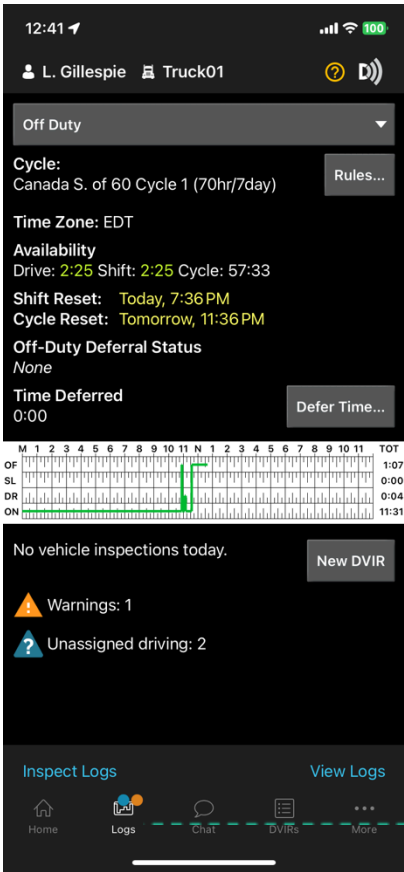 12:41
100
L. Gillespie Truck01
Off Duty
Cycle:
Canada S. of 60 Cycle 1 (70hr/7day)
Rules...
Time Zone: EDT
Availability
Drive: 2:25 Shift: 2:25 Cycle: 57:33
Shift Reset: Today, 7:36 PM
Cycle Reset: Tomorrow, 11:36 PM
Off-Duty Deferral Status
None
Time Deferred
0:00
Defer Time...
M 1 2 3 4 5 6 7 8 9 10 11 N 1 2 3 4 5 6 7 8 9 10 11 TOT
OF 1:07
SL 0:00
DR 0:04
ON 11:31
No vehicle inspections today.
New DVIR
Warnings: 1
? Unassigned driving: 2
Inspect Logs View Logs
Home Logs Chat DVIRs More